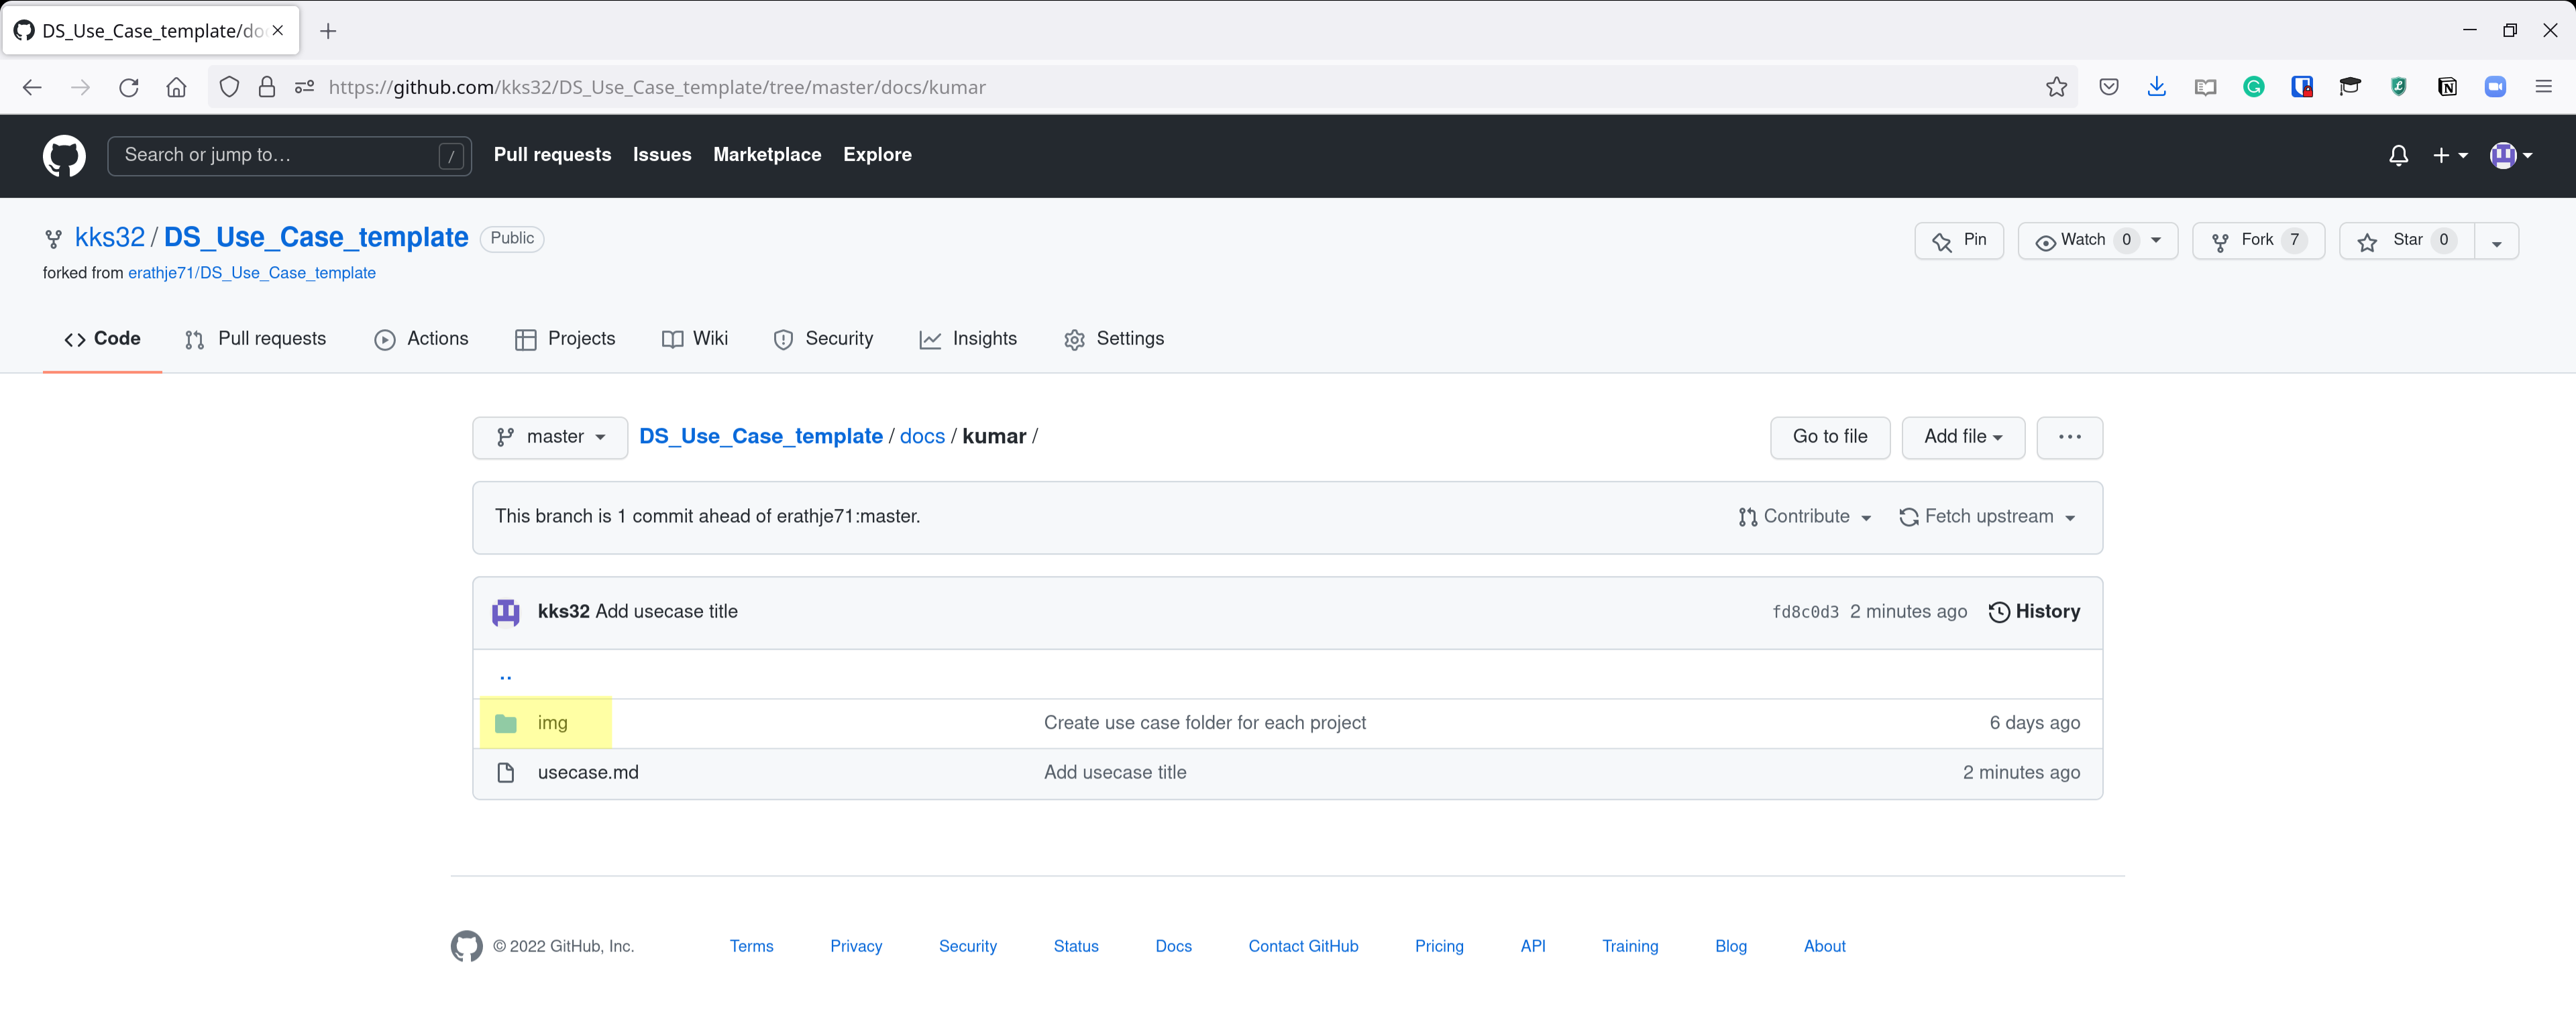 DS_Use_Case_template/do
https://github.com/kks32/DS_Use_Case_template/tree/master/docs/kumar
Search or jump to… / Pull requests Issues Marketplace Explore
kks32 / DS_Use_Case_template Public Pin Watch 0 Fork 7 Star 0
forked from erathje71/DS_Use_Case_template
Code Pull requests Actions Projects Wiki Security Insights Settings
master DS_Use_Case_template / docs / kumar / Go to file Add file
This branch is 1 commit ahead of erathje71:master. Contribute Fetch upstream
kks32 Add usecase title fd8c0d3 2 minutes ago History
..
img Create use case folder for each project 6 days ago
usecase.md Add usecase title 2 minutes ago
© 2022 GitHub, Inc. Terms Privacy Security Status Docs Contact GitHub Pricing API Training Blog About